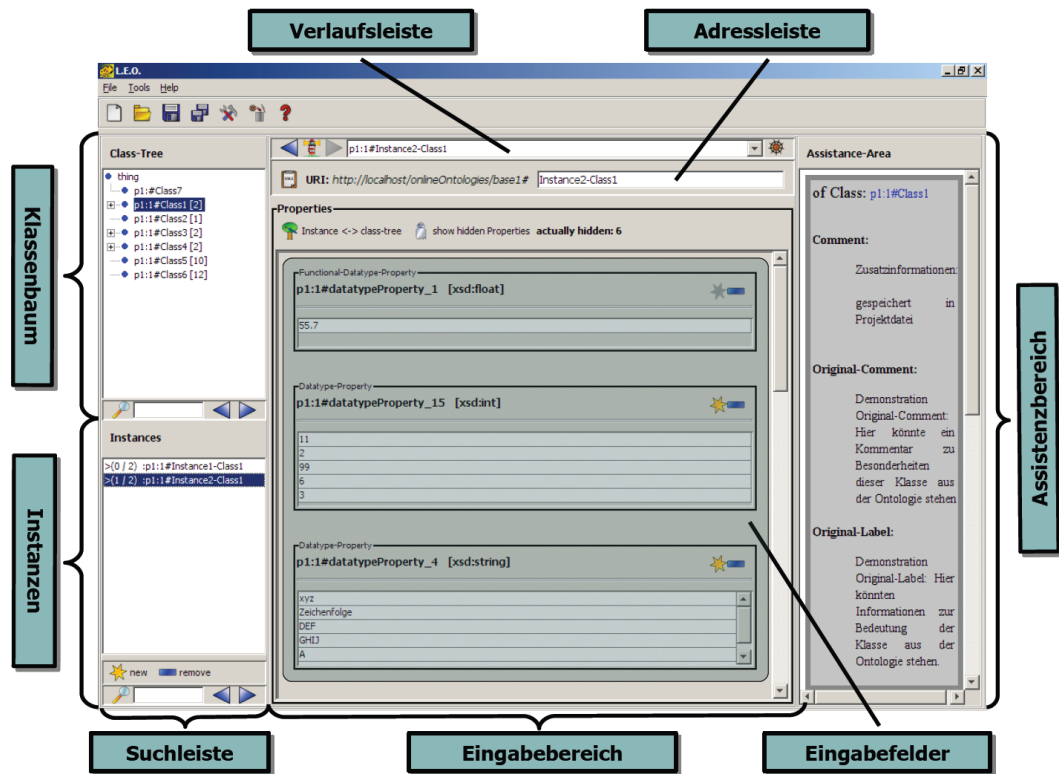 Verlaufsleiste
Adressleiste
L.E.O.
File Tools Help
Class-Tree
thing
p1:#Class7
p1:1#Class1 [2]
p1:1#Class2 [1]
p1:1#Class3 [2]
p1:1#Class4 [2]
p1:1#Class5 [10]
p1:1#Class6 [12]
Klassenbaum
Instances
>(0 / 2) :p1:1#Instance1-Class1
>(1 / 2) :p1:1#Instance2-Class1
new remove
Instanzen
p1:1#Instance2-Class1
URI: http://localhost/onlineOntologies/base1# Instance2-Class1
Properties
Instance <-> class-tree show hidden Properties actually hidden: 6
Functional-Datatype-Property
p1:1#datatypeProperty_1 [xsd:float]
55.7
Datatype-Property
p1:1#datatypeProperty_15 [xsd:int]
11
2
99
6
3
Datatype-Property
p1:1#datatypeProperty_4 [xsd:string]
xyz
Zeichenfolge
DEF
GHIJ
A
Assistance-Area
of Class: p1:1#Class1
Comment:
Zusatzinformationen:
gespeichert in
Projektdatei
Original-Comment:
Demonstration
Original-Comment:
Hier könnte ein
Kommentar zu
Besonderheiten
dieser Klasse aus
der Ontologie stehen
Original-Label:
Demonstration
Original-Label: Hier
könnten
Informationen zur
Bedeutung der
Klasse aus der
Ontologie stehen.
Assistenzbereich
Suchleiste
Eingabebereich
Eingabefelder